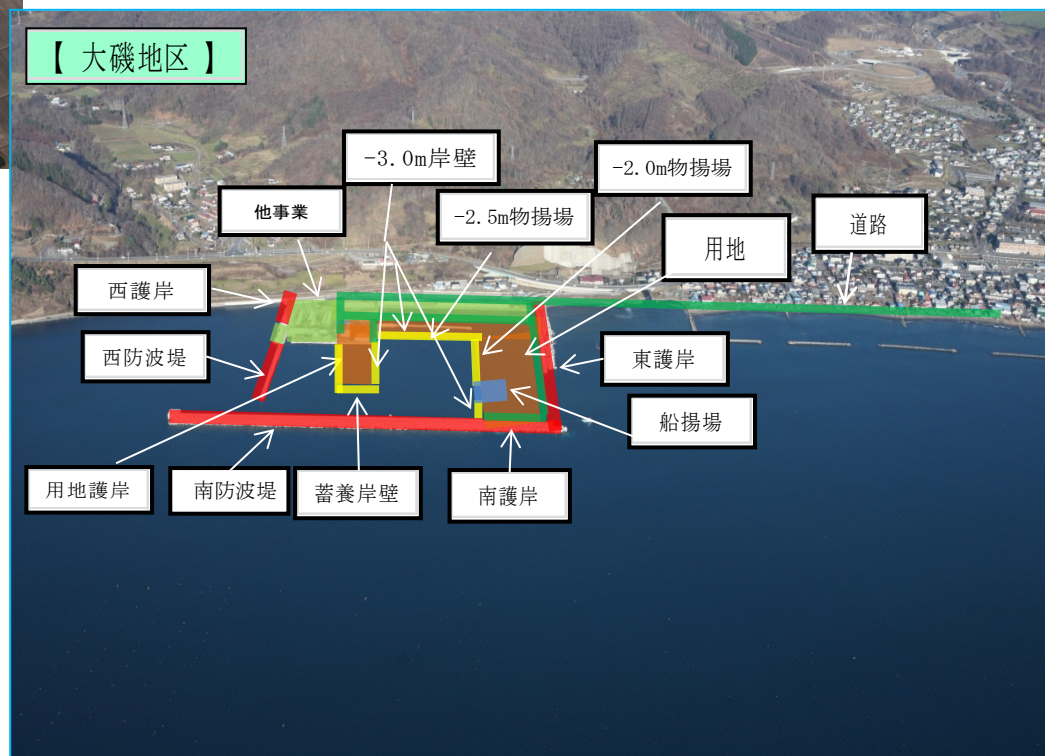 【 大磯地区 】
-3.0m岸壁
-2.0m物揚場
他事業
-2.5m物揚場
用地
道路
西護岸
西防波堤
東護岸
船揚場
用地護岸
南防波堤
蓄養岸壁
南護岸